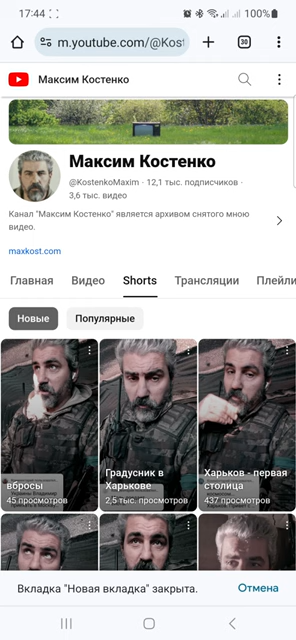 17:44
100%
m.youtube.com/@Kost
30
Максим Костенко
Максим Костенко
@KostenkoMaxim · 12,1 тыс. подписчиков ·
3,6 тыс. видео
Канал "Максим Костенко" является архивом снятого мною
видео.
maxkost.com
Главная Видео Shorts Трансляции Плейли
Новые Популярные
вбросы
45 просмотров
Градусник в
Харькове
2,5 тыс. просмотров
Харьков - первая
столица
437 просмотров
Вкладка "Новая вкладка" закрыта. Отмена